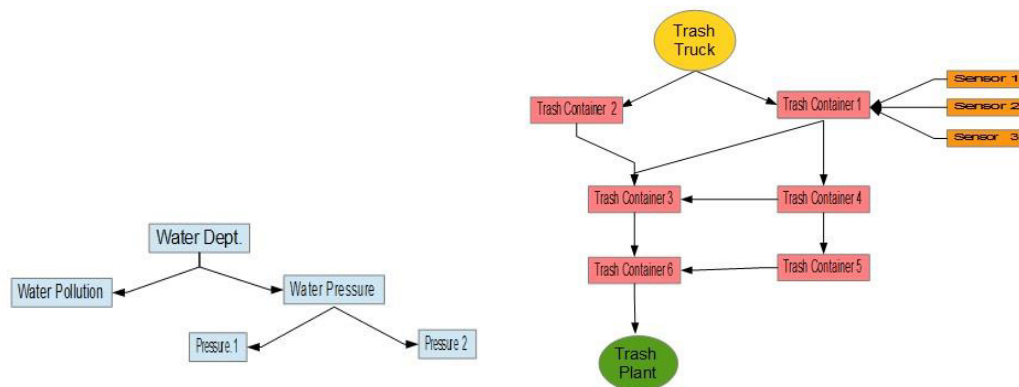 Trash
Truck
Sensor 1
Trash Container 2
Trash Container 1
Sensor 2
Sensor 3
Trash Container 3
Trash Container 4
Water Dept.
Trash Container 6
Trash Container 5
Water Pollution
Water Pressure
Pressure.1
Pressure 2
Trash
Plant